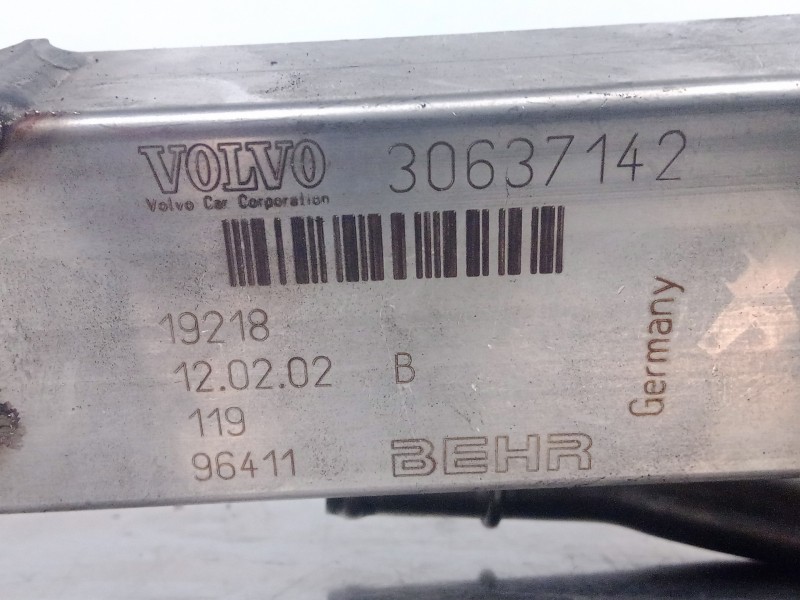 VOLVO 30637142
Volvo Car Corporation
19218
12.02.02 B
119
96411 BEHR
Germany